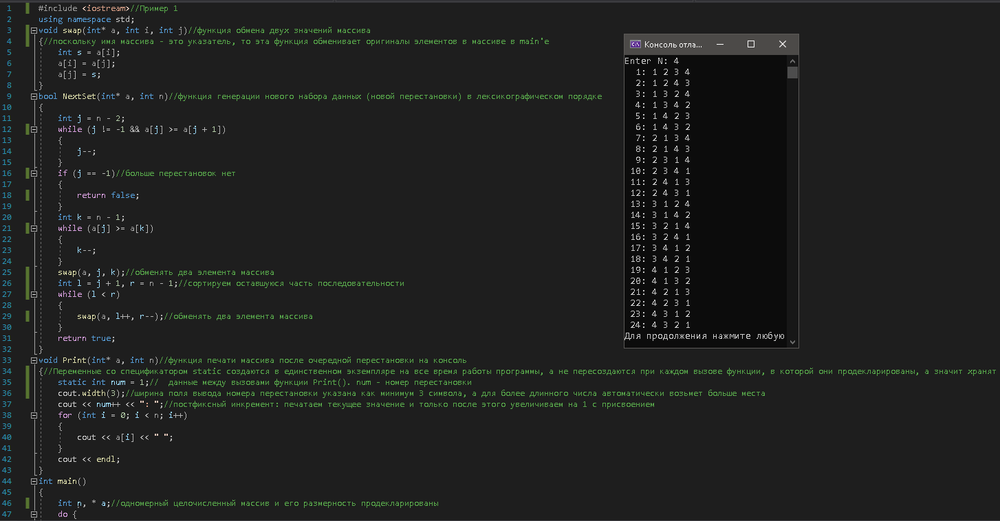 1 #include <iostream>//Пример 1
2 using namespace std;
3 void swap(int* a, int i, int j)//функция обмена двух значений массива
4 {//поскольку имя массива - это указатель, то эта функция обменивает оригиналы элементов в массиве в main'е
5 int s = a[i];
6 a[i] = a[j];
7 a[j] = s;
8 }
9 bool NextSet(int* a, int n)//функция генерации нового набора данных (новой перестановки) в лексикографическом порядке
10 {
11 int j = n - 2;
12 while (j != -1 && a[j] >= a[j + 1])
13 {
14 j--;
15 }
16 if (j == -1)//больше перестановок нет
17 {
18 return false;
19 }
20 int k = n - 1;
21 while (a[j] >= a[k])
22 {
23 k--;
24 }
25 swap(a, j, k);//обменять два элемента массива
26 int l = j + 1, r = n - 1;//сортируем оставшуюся часть последовательности
27 while (l < r)
28 {
29 swap(a, l++, r--);//обменять два элемента массива
30 }
31 return true;
32 }
33 void Print(int* a, int n)//функция печати массива после очередной перестановки на консоль
34 {//Переменные со спецификатором static создаются в единственном экземпляре на все время работы программы, а не пересоздаются при каждом вызове функции, в которой они продекларированы, а значит хранят
35 static int num = 1;// данные между вызовами функции Print(). num - номер перестановки
36 cout.width(3);//ширина поля вывода номера перестановки указана как минимум 3 символа, а для более длинного числа автоматически возьмет больше места
37 cout << num++ << ": ";//постфиксный инкремент: печатаем текущее значение и только после этого увеличиваем на 1 с присвоением
38 for (int i = 0; i < n; i++)
39 {
40 cout << a[i] << " ";
41 }
42 cout << endl;
43 }
44 int main()
45 {
46 int n, * a;//одномерный целочисленный массив и его размерность продекларированы
47 do {
Консоль отла...
Enter N: 4
1: 1 2 3 4
2: 1 2 4 3
3: 1 3 2 4
4: 1 3 4 2
5: 1 4 2 3
6: 1 4 3 2
7: 2 1 3 4
8: 2 1 4 3
9: 2 3 1 4
10: 2 3 4 1
11: 2 4 1 3
12: 2 4 3 1
13: 3 1 2 4
14: 3 1 4 2
15: 3 2 1 4
16: 3 2 4 1
17: 3 4 1 2
18: 3 4 2 1
19: 4 1 2 3
20: 4 1 3 2
21: 4 2 1 3
22: 4 2 3 1
23: 4 3 1 2
24: 4 3 2 1
Для продолжения нажмите любую